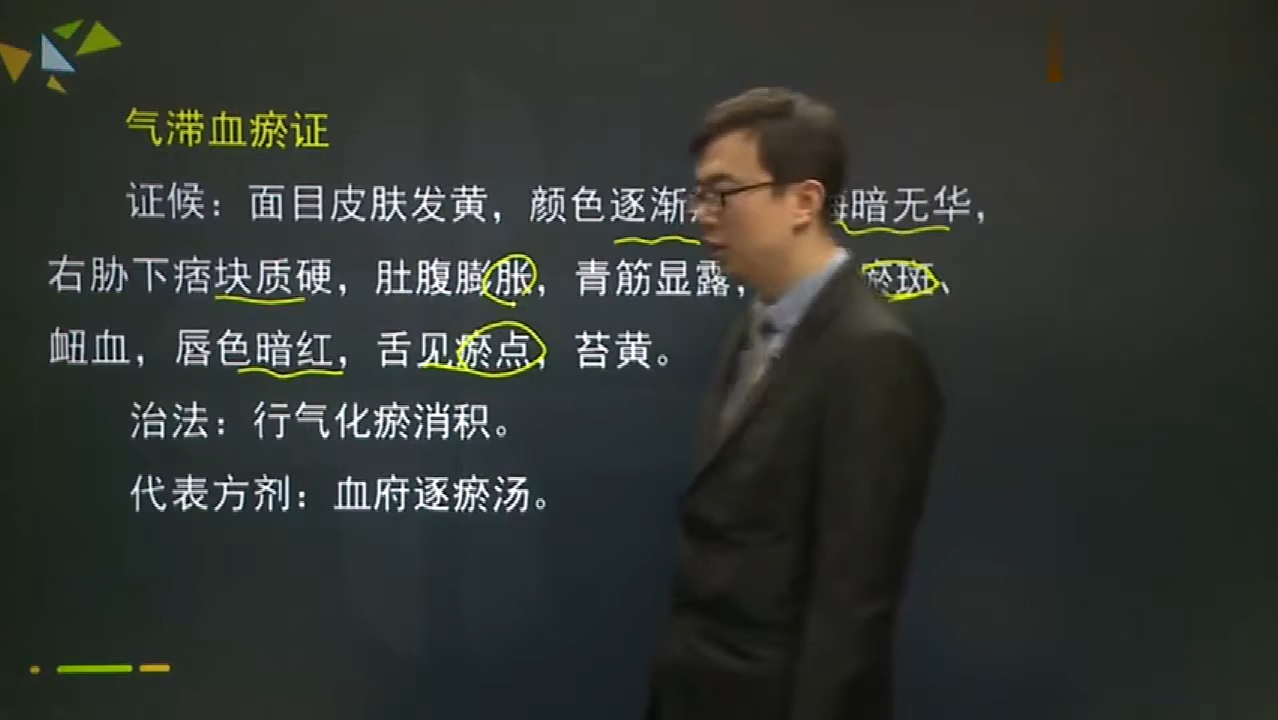 气滞血瘀证
证候：面目皮肤发黄，颜色逐渐 暗无华，
右胁下痞块质硬，肚腹膨胀，青筋显露， 瘀斑、
衄血，唇色暗红，舌见瘀点，苔黄。
治法：行气化瘀消积。
代表方剂：血府逐瘀汤。